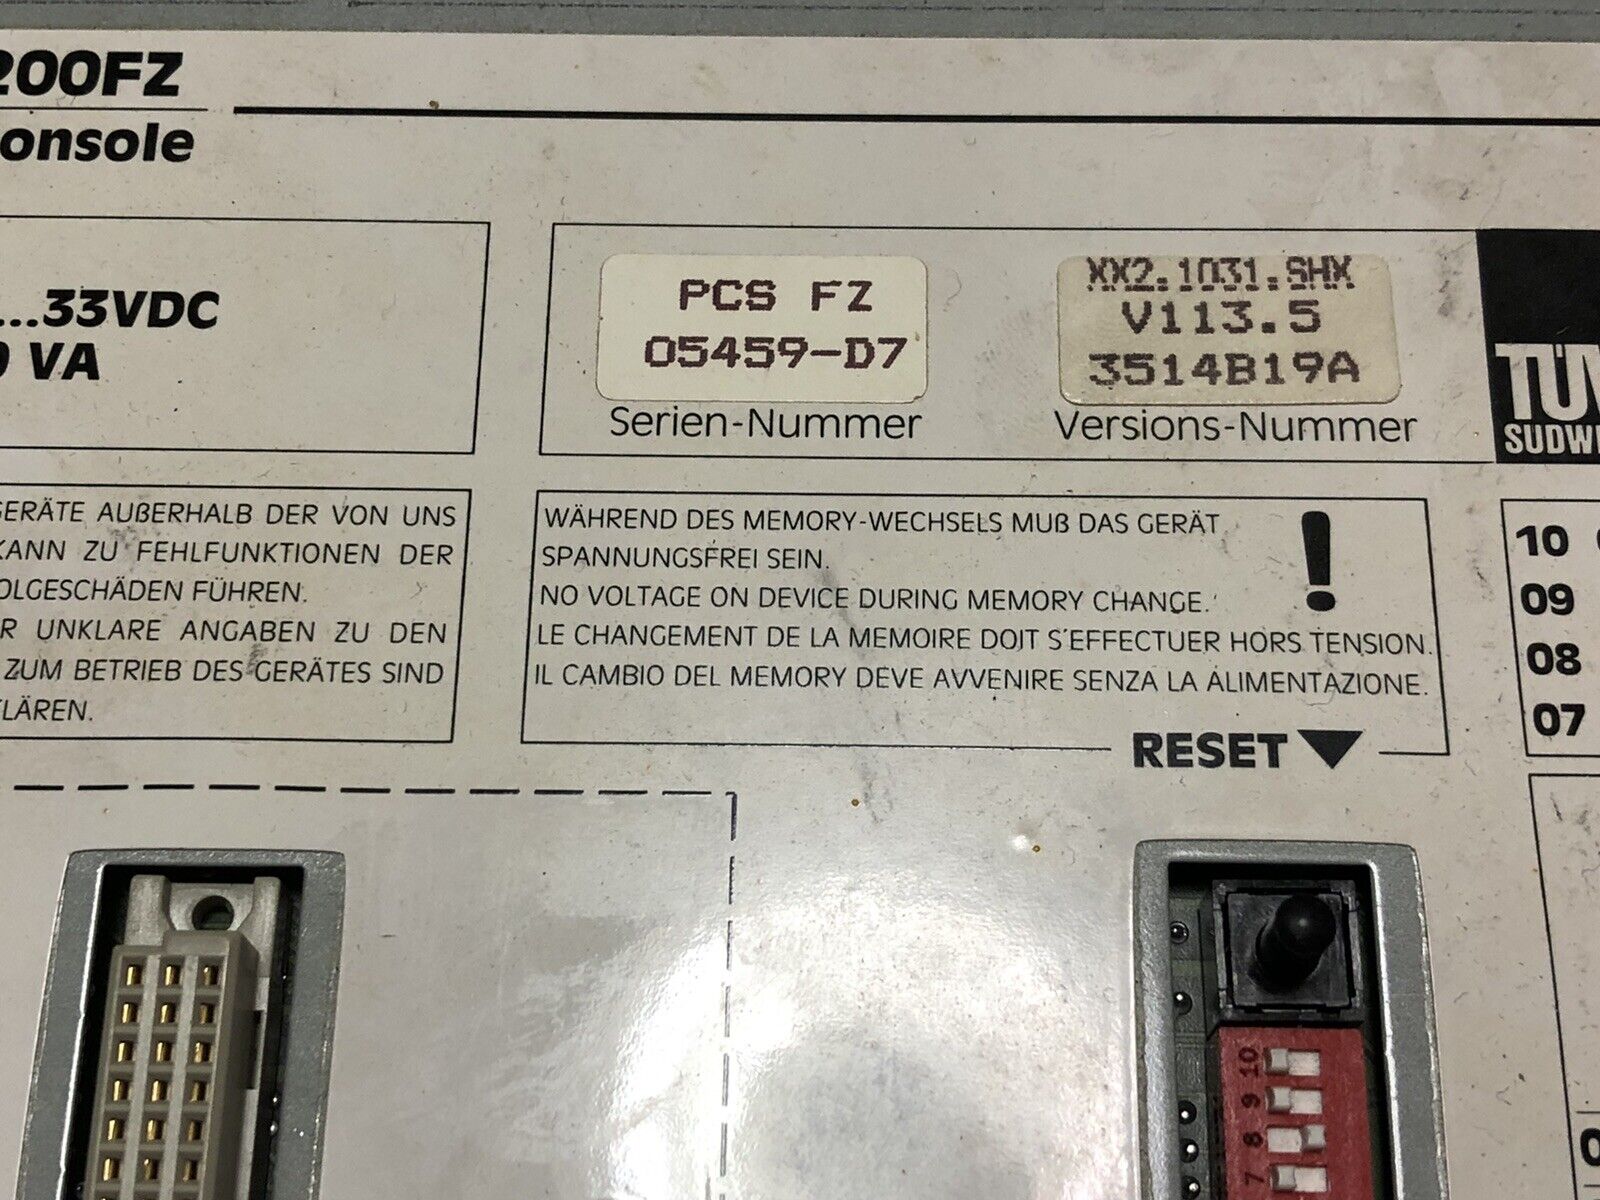 200FZ
onsole
...33VDC
VA
PCS FZ
05459-D7
Serien-Nummer
XX2.1031.SHX
V113.5
3514B19A
Versions-Nummer
TÜV
SUDWE
GERÄTE AUßERHALB DER VON UNS
KANN ZU FEHLFUNKTIONEN DER
OLGESCHÄDEN FÜHREN.
R UNKLARE ANGABEN ZU DEN
ZUM BETRIEB DES GERÄTES SIND
LÄREN.
WÄHREND DES MEMORY-WECHSELS MUß DAS GERÄT
SPANNUNGSFREI SEIN.
NO VOLTAGE ON DEVICE DURING MEMORY CHANGE.
LE CHANGEMENT DE LA MEMOIRE DOIT S'EFFECTUER HORS TENSION.
IL CAMBIO DEL MEMORY DEVE AVVENIRE SENZA LA ALIMENTAZIONE.
!
RESET
10
09
08
07
10
9
8
7
0